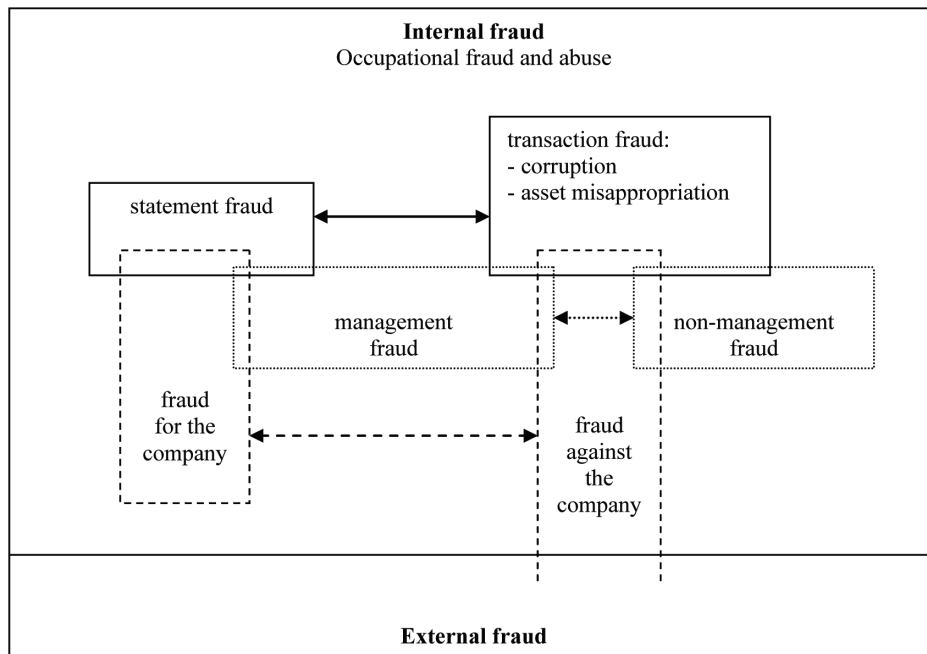 Internal fraud
Occupational fraud and abuse
transaction fraud:
- corruption
- asset misappropriation
statement fraud
management
fraud
non-management
fraud
fraud
for the
company
fraud
against
the
company
External fraud